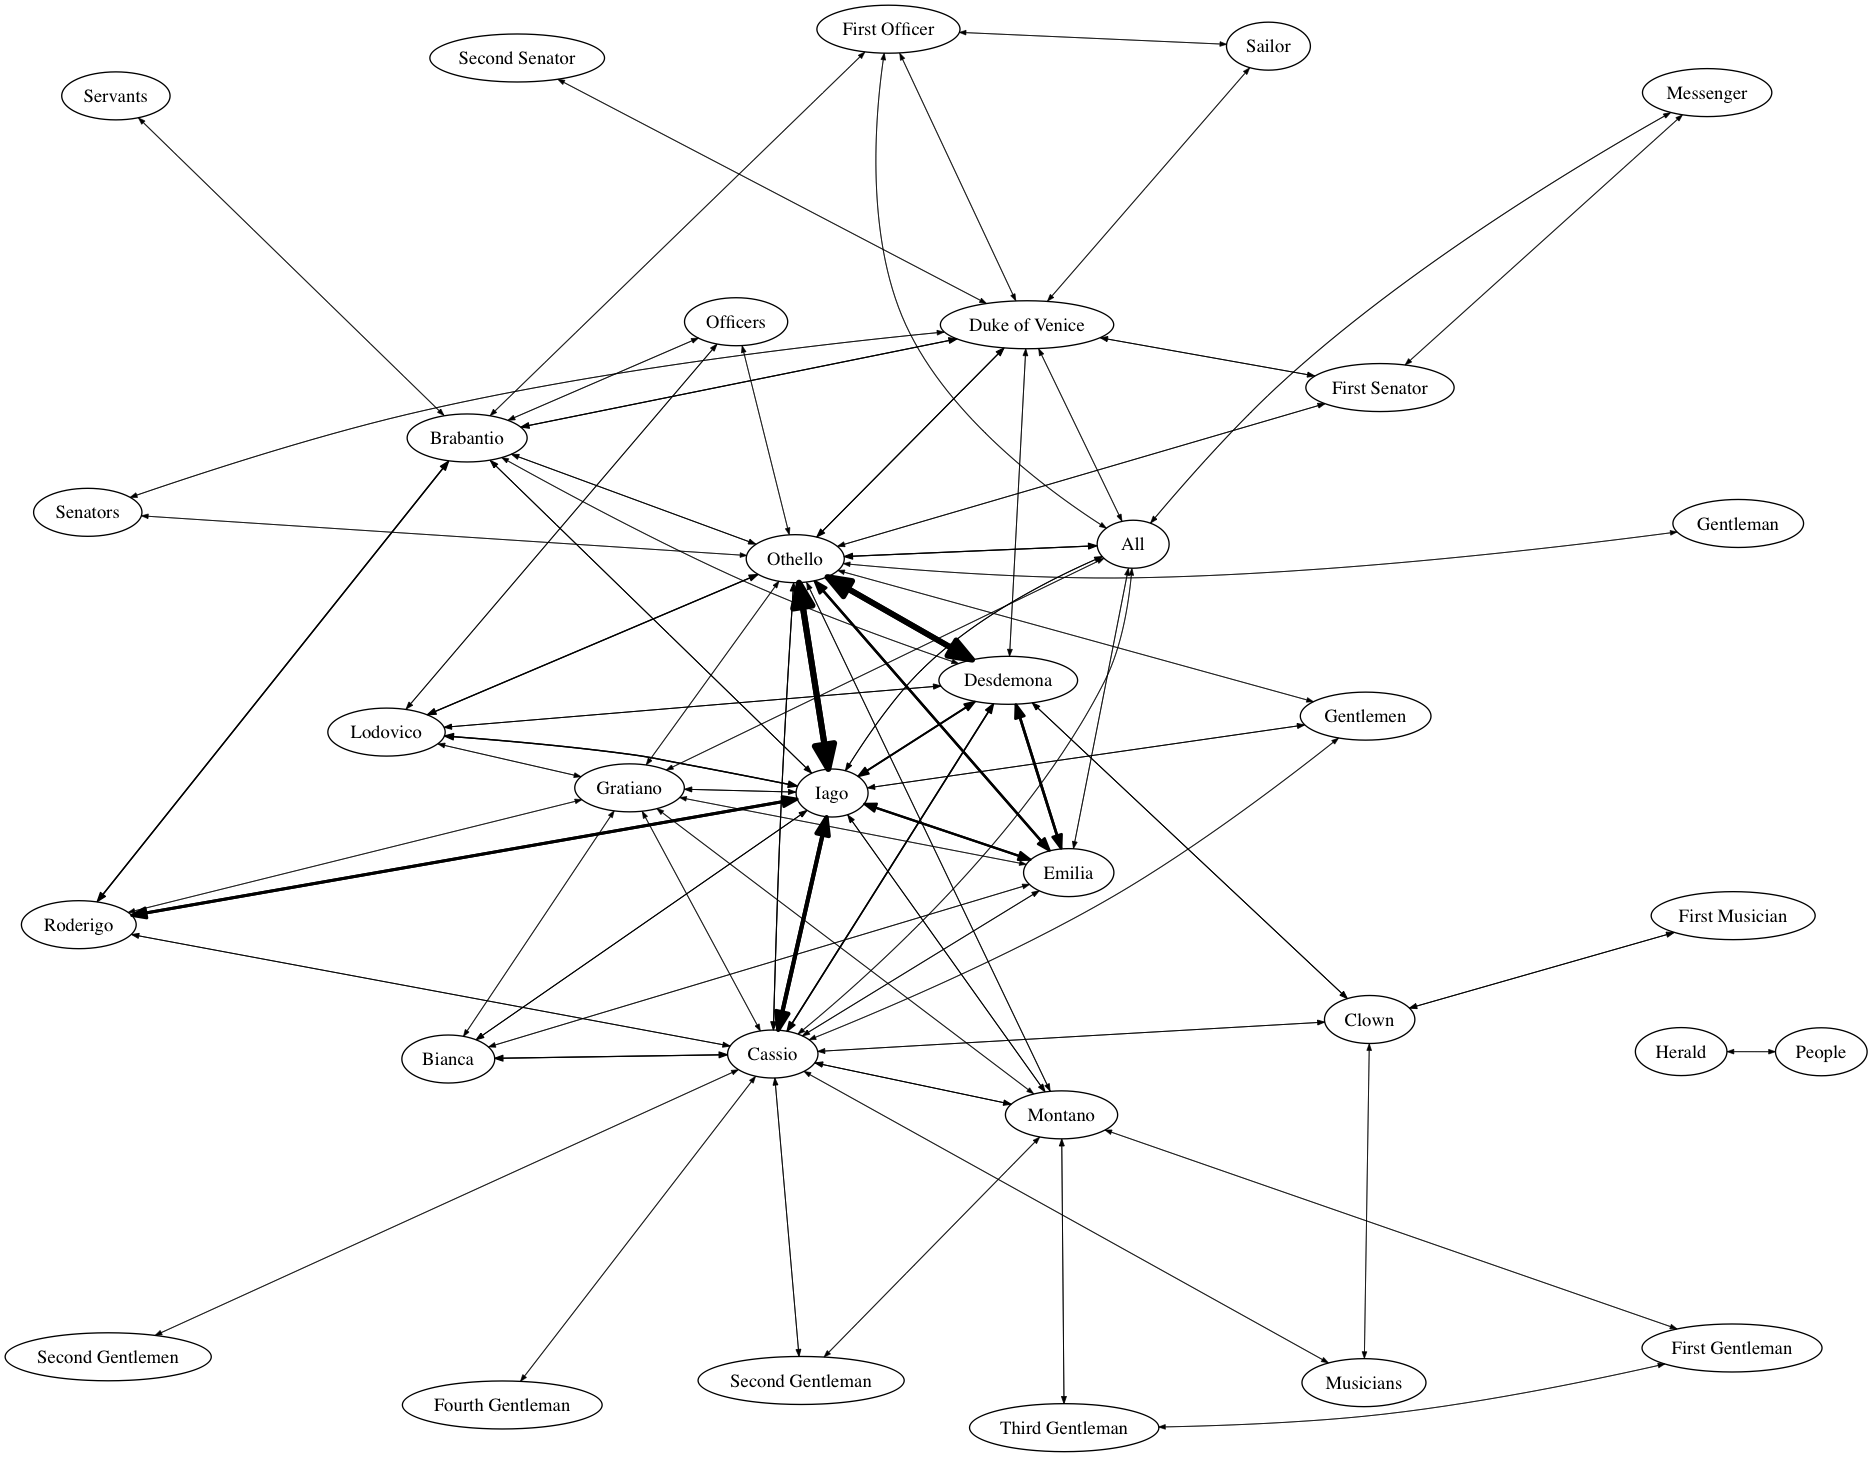 First Officer
Sailor
Second Senator
Messenger
Servants
Officers
Duke of Venice
First Senator
Brabantio
Senators
Gentleman
All
Othello
Desdemona
Gentlemen
Lodovico
Gratiano
Iago
Emilia
First Musician
Roderigo
Clown
Herald
People
Cassio
Bianca
Montano
First Gentleman
Second Gentlemen
Second Gentleman
Musicians
Fourth Gentleman
Third Gentleman